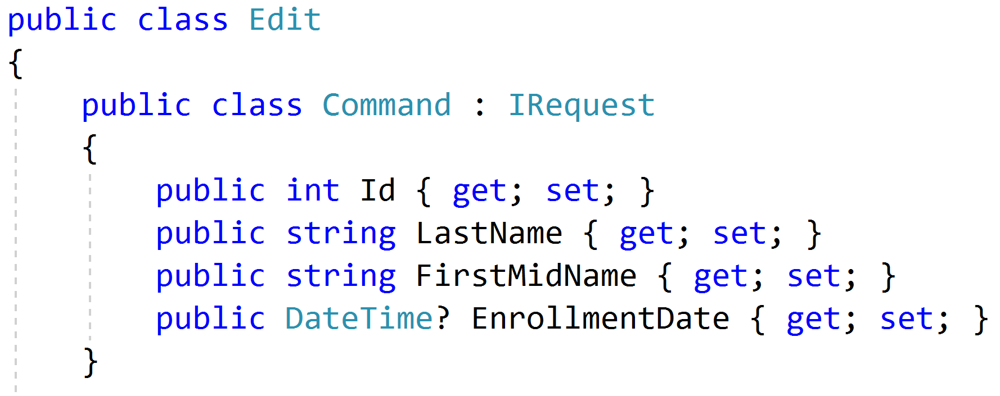 public class Edit
{
    public class Command : IRequest
    {
        public int Id { get; set; }
        public string LastName { get; set; }
        public string FirstMidName { get; set; }
        public DateTime? EnrollmentDate { get; set; }
    }